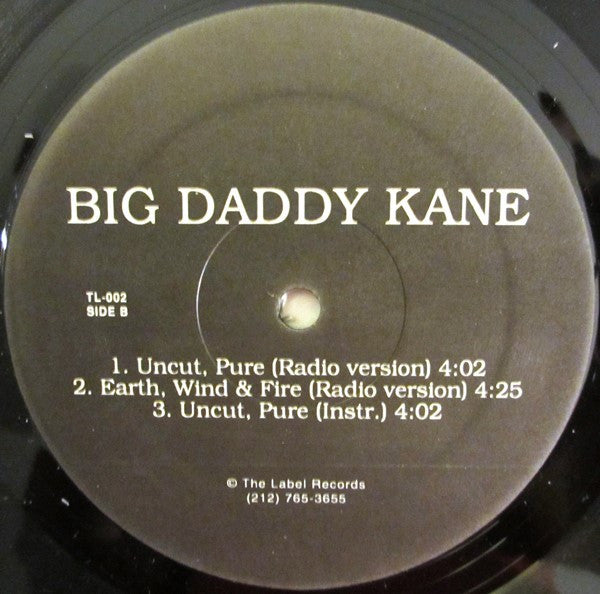 BIG DADDY KANE
TL-002
SIDE B
1. Uncut, Pure (Radio version) 4:02
2. Earth, Wind & Fire (Radio version) 4:25
3. Uncut, Pure (Instr.) 4:02
© The Label Records
(212) 765-3655